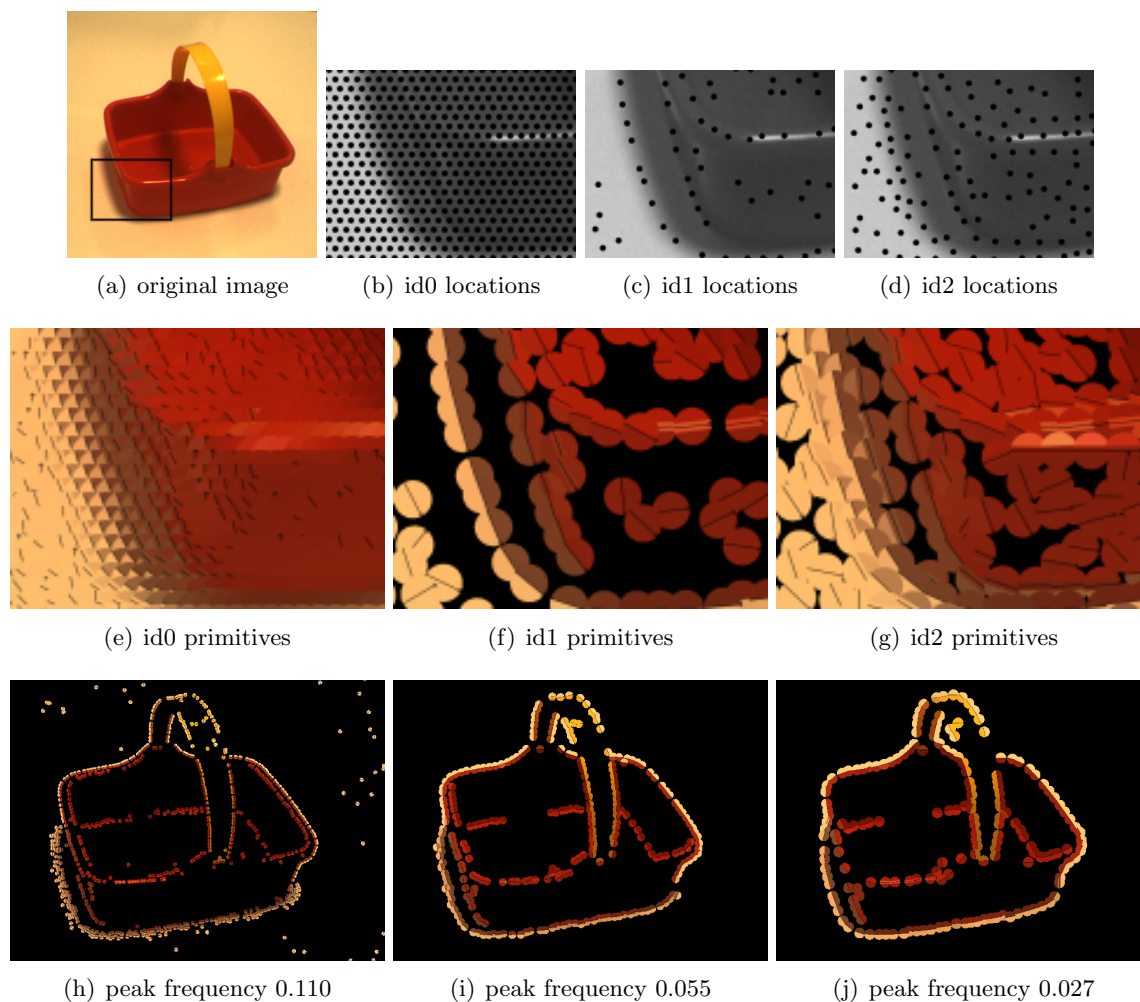 (a) original image
(b) id0 locations
(c) id1 locations
(d) id2 locations
(e) id0 primitives
(f) id1 primitives
(g) id2 primitives
(h) peak frequency 0.110
(i) peak frequency 0.055
(j) peak frequency 0.027